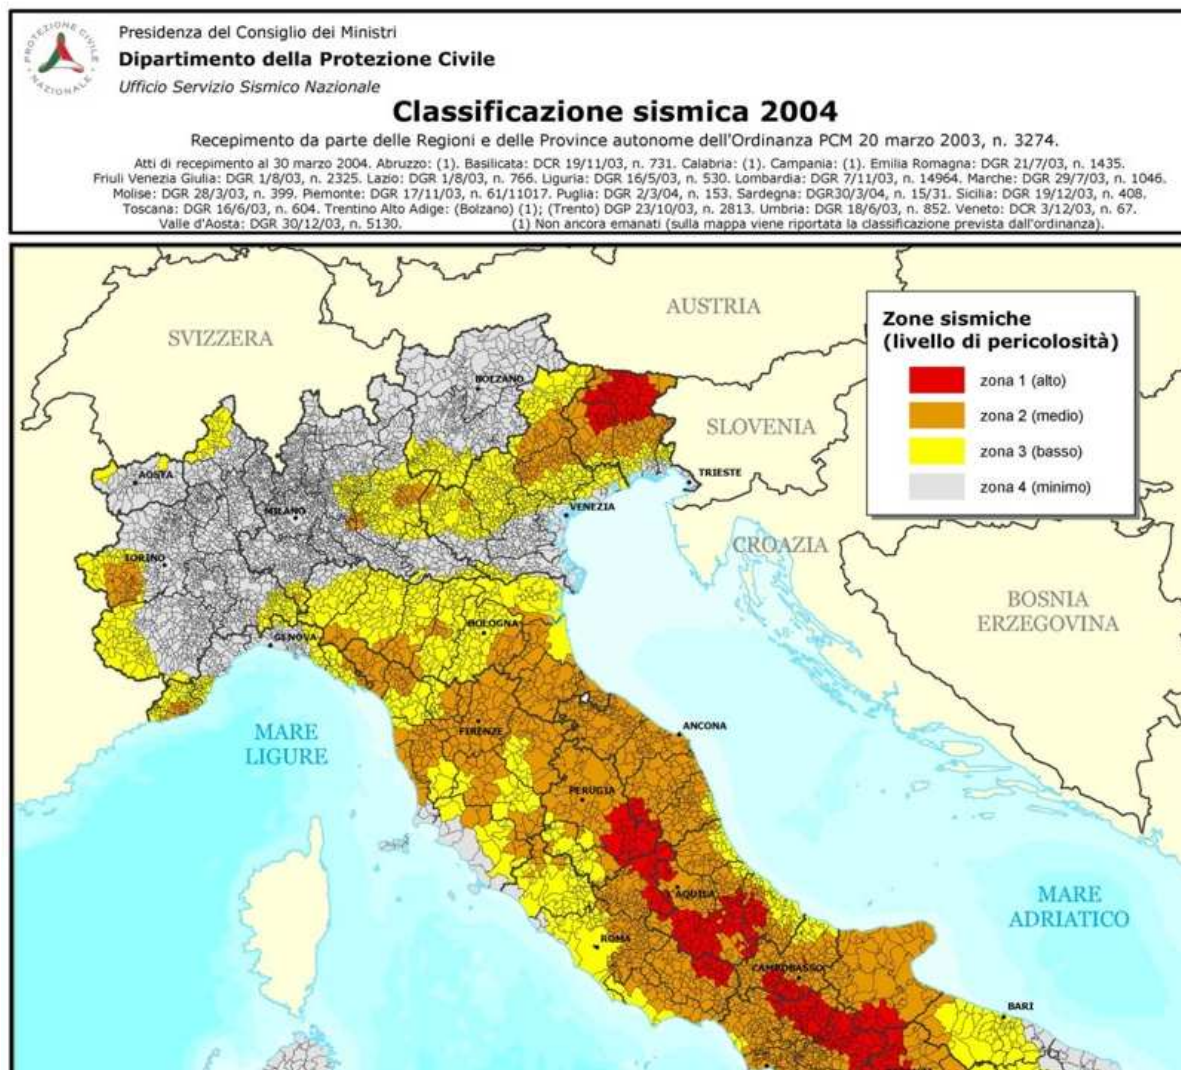 PROTEZIONE CIVILE
NAZIONALE
Presidenza del Consiglio dei Ministri
Dipartimento della Protezione Civile
Ufficio Servizio Sismico Nazionale
Classificazione sismica 2004
Recepimento da parte delle Regioni e delle Province autonome dell'Ordinanza PCM 20 marzo 2003, n. 3274.
Atti di recepimento al 30 marzo 2004. Abruzzo: (1). Basilicata: DCR 19/11/03, n. 731. Calabria: (1). Campania: (1). Emilia Romagna: DGR 21/7/03, n. 1435.
Friuli Venezia Giulia: DGR 1/8/03, n. 2325. Lazio: DGR 1/8/03, n. 766. Liguria: DGR 16/5/03, n. 530. Lombardia: DGR 7/11/03, n. 14964. Marche: DGR 29/7/03, n. 1046.
Molise: DGR 28/3/03, n. 399. Piemonte: DGR 17/11/03, n. 61/11017. Puglia: DGR 2/3/04, n. 153. Sardegna: DGR30/3/04, n. 15/31. Sicilia: DGR 19/12/03, n. 408.
Toscana: DGR 16/6/03, n. 604. Trentino Alto Adige: (Bolzano) (1); (Trento) DGP 23/10/03, n. 2813. Umbria: DGR 18/6/03, n. 852. Veneto: DCR 3/12/03, n. 67.
Valle d'Aosta: DGR 30/12/03, n. 5130. (1) Non ancora emanati (sulla mappa viene riportata la classificazione prevista dall'ordinanza).
AUSTRIA
SVIZZERA
Zone sismiche
(livello di pericolosità)
zona 1 (alto)
zona 2 (medio)
zona 3 (basso)
zona 4 (minimo)
BOLZANO
SLOVENIA
AOSTA
TRIESTE
MILANO
VENEZIA
CROAZIA
TORINO
BOSNIA
ERZEGOVINA
BOLOGNA
GENOVA
MARE
LIGURE
FIRENZE
ANCONA
PERUGIA
L'AQUILA
MARE
ADRIATICO
ROMA
CAMPOBASSO
BARI